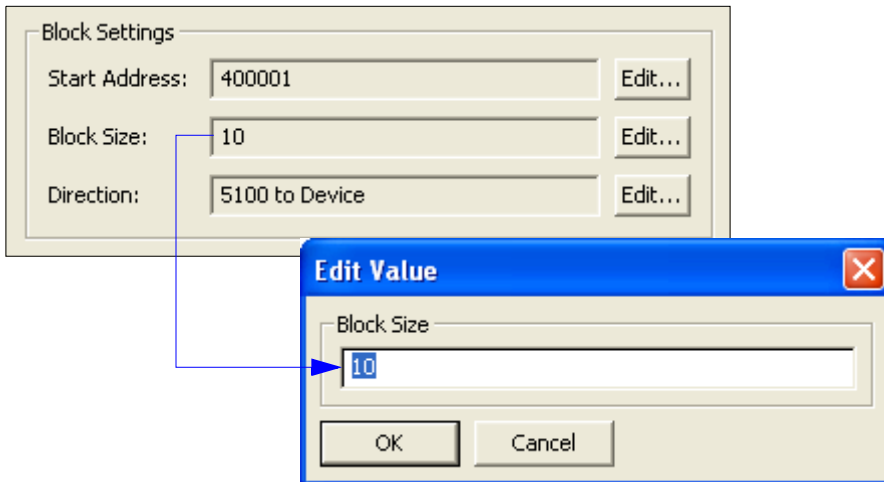 Block Settings
Start Address: 400001 Edit...
Block Size: 10 Edit...
Direction: 5100 to Device Edit...
Edit Value
Block Size
10
OK Cancel